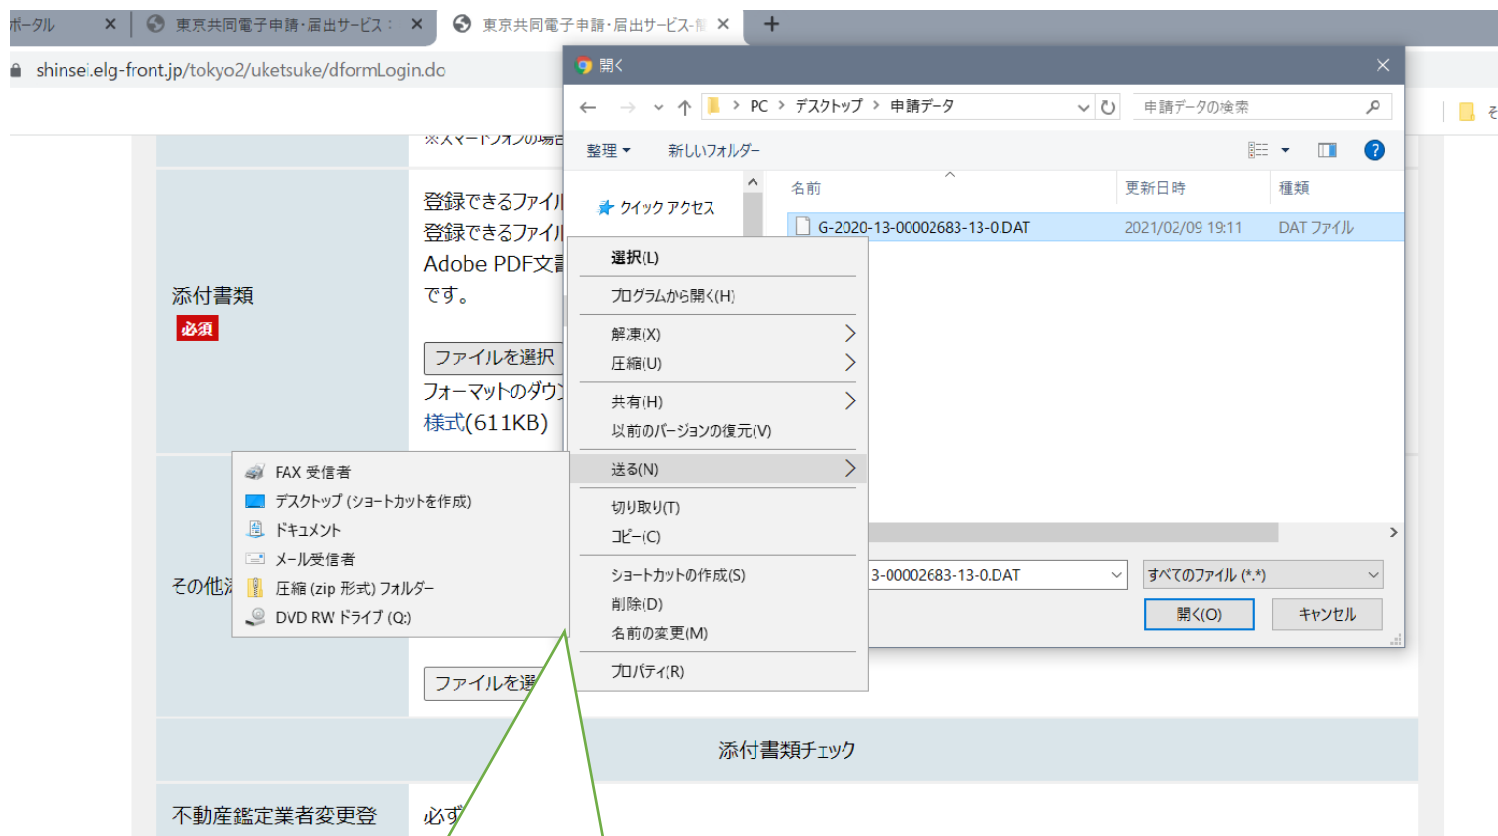 ポータル
東京共同電子申請・届出サービス：
東京共同電子申請・届出サービス-簡
shinsei.elg-front.jp/tokyo2/uketsuke/dformLogin.do
開く
PC > デスクトップ > 申請データ
申請データの検索
そ
整理
新しいフォルダー
クイック アクセス
名前
更新日時
種類
G-2020-13-00002683-13-0.DAT
2021/02/09 19:11
DAT ファイル
※スマートフォンの場合
添付書類
必須
登録できるファイル
登録できるファイル
Adobe PDF文書
です。
ファイルを選択
フォーマットのダウン
様式(611KB)
選択(L)
プログラムから開く(H)
解凍(X)
圧縮(U)
共有(H)
以前のバージョンの復元(V)
送る(N)
切り取り(T)
コピー(C)
ショートカットの作成(S)
削除(D)
名前の変更(M)
プロパティ(R)
FAX 受信者
デスクトップ (ショートカットを作成)
ドキュメント
メール受信者
圧縮 (zip 形式) フォルダー
DVD RW ドライブ (Q:)
3-00002683-13-0.DAT
すべてのファイル (*.*)
開く(O)
キャンセル
その他
ファイルを選
添付書類チェック
不動産鑑定業者変更登
必ず